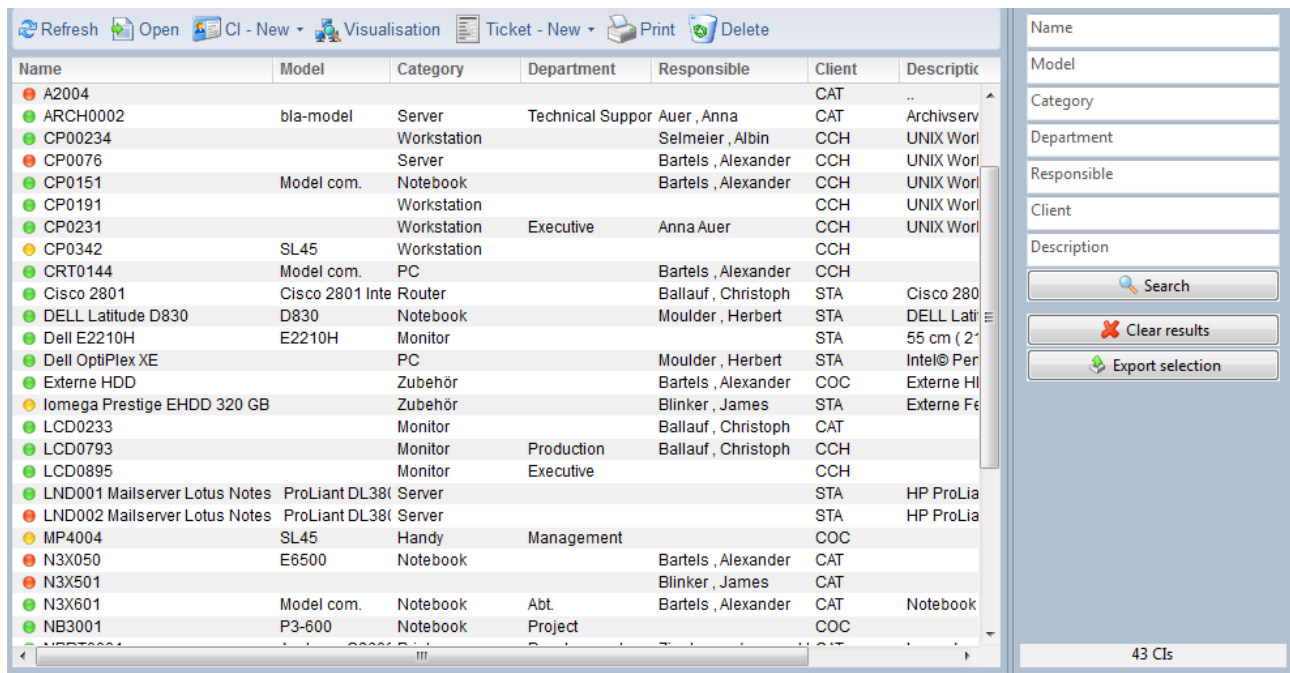 Refresh Open CI - New Visualisation Ticket - New Print Delete
Name Model Category Department Responsible Client Descriptic
A2004 CAT ..
ARCH0002 bla-model Server Technical Suppor Auer , Anna CAT Archivserv
CP00234 Workstation Selmeier , Albin CCH UNIX Worl
CP0076 Server Bartels , Alexander CCH UNIX Worl
CP0151 Model com. Notebook Bartels , Alexander CCH UNIX Worl
CP0191 Workstation CCH UNIX Worl
CP0231 Workstation Executive Anna Auer CCH UNIX Worl
CP0342 SL45 Workstation CCH
CRT0144 Model com. PC Bartels , Alexander CCH
Cisco 2801 Cisco 2801 Inte Router Ballauf , Christoph STA Cisco 280
DELL Latitude D830 D830 Notebook Moulder , Herbert STA DELL Lati
Dell E2210H E2210H Monitor STA 55 cm ( 21
Dell OptiPlex XE PC Moulder , Herbert STA Intel© Pen
Externe HDD Zubehör Bartels , Alexander COC Externe HI
Iomega Prestige EHDD 320 GB Zubehör Blinker , James STA Externe Fe
LCD0233 Monitor Ballauf , Christoph CAT
LCD0793 Monitor Production Ballauf , Christoph CCH
LCD0895 Monitor Executive CCH
LND001 Mailserver Lotus Notes ProLiant DL380 Server STA HP ProLia
LND002 Mailserver Lotus Notes ProLiant DL380 Server STA HP ProLia
MP4004 SL45 Handy Management COC
N3X050 E6500 Notebook Bartels , Alexander CAT
N3X501 Blinker , James CAT
N3X601 Model com. Notebook Abt. Bartels , Alexander CAT Notebook
NB3001 P3-600 Notebook Project COC
Name
Model
Category
Department
Responsible
Client
Description
Search
Clear results
Export selection
43 CIs